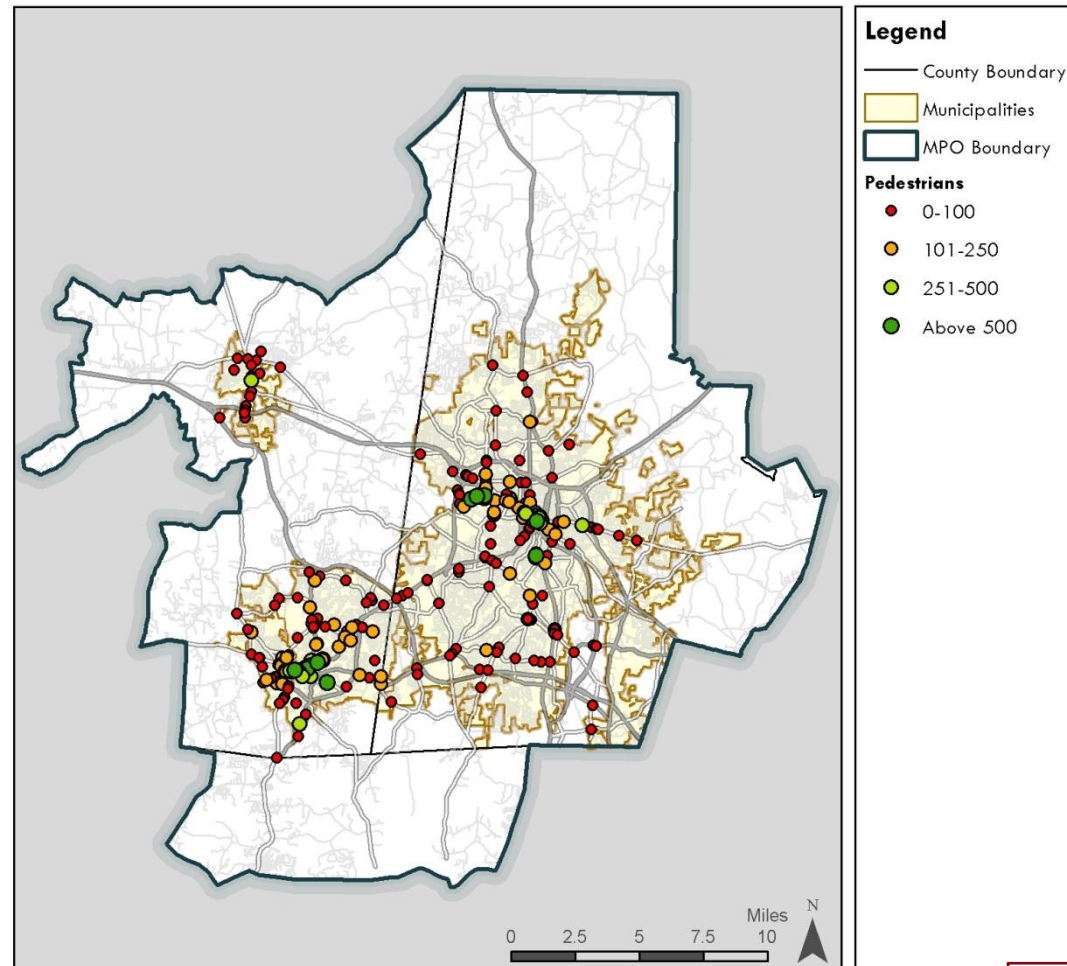 Legend
County Boundary
Municipalities
MPO Boundary
Pedestrians
0-100
101-250
251-500
Above 500
Miles
N
0 2.5 5 7.5 10